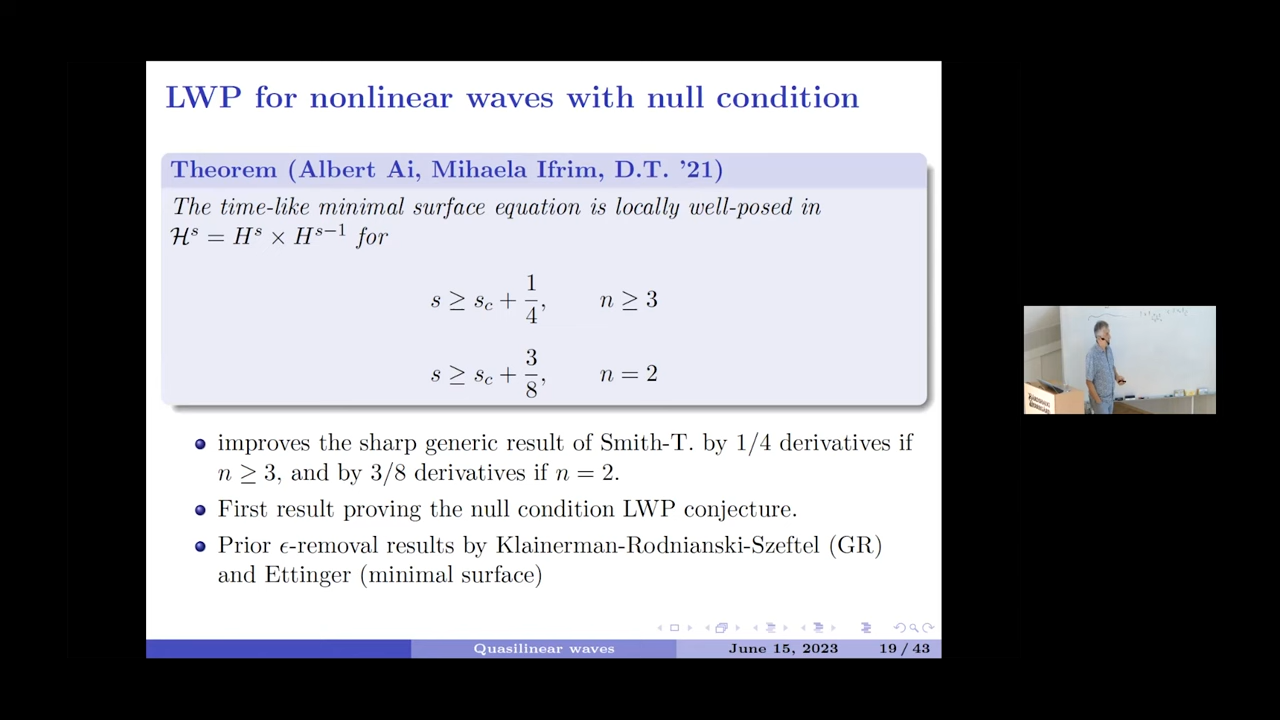 LWP for nonlinear waves with null condition
Theorem (Albert Ai, Mihaela Ifrim, D.T. '21)
The time-like minimal surface equation is locally well-posed in
ℋˢ = Hˢ × Hˢ⁻¹ for
s ≥ s_c + 1/4, n ≥ 3
s ≥ s_c + 3/8, n = 2
improves the sharp generic result of Smith-T. by 1/4 derivatives if
n ≥ 3, and by 3/8 derivatives if n = 2.
First result proving the null condition LWP conjecture.
Prior ϵ-removal results by Klainerman-Rodnianski-Szeftel (GR)
and Ettinger (minimal surface)
Quasilinear waves June 15, 2023 19 / 43